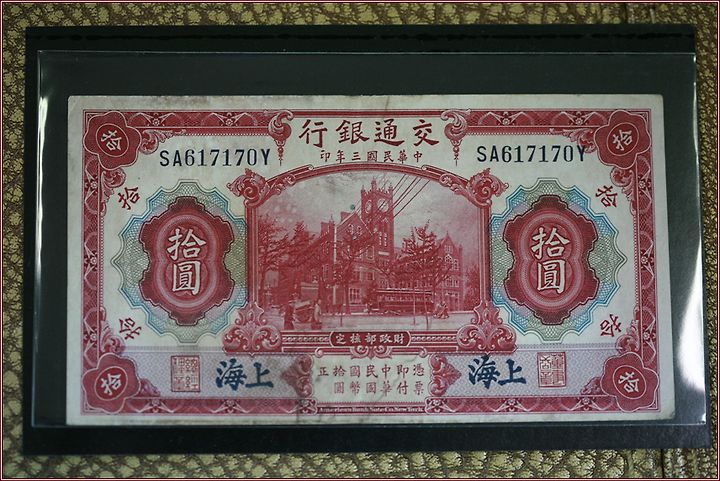 交通銀行
中華民國三年印
SA617170Y
SA617170Y
拾
拾
拾
拾
拾圓
拾圓
拾
拾
拾
拾
財政部核定
上海
上海
憑票即付中華民國國幣拾圓正
American Bank Note Co. New York.